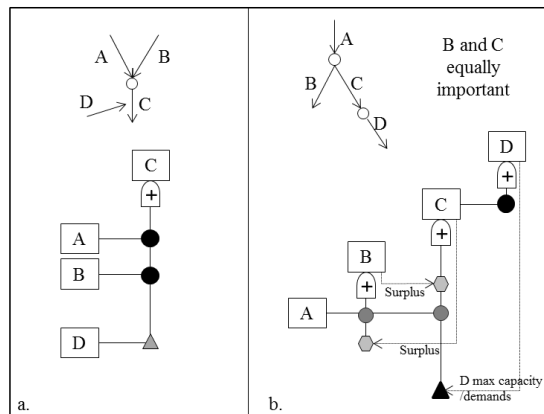 A
B
D
C
C
+
A
B
D
a.
A
B
C
D
B and C
equally
important
D
+
C
+
B
+
Surplus
A
Surplus
D max capacity
/demands
b.